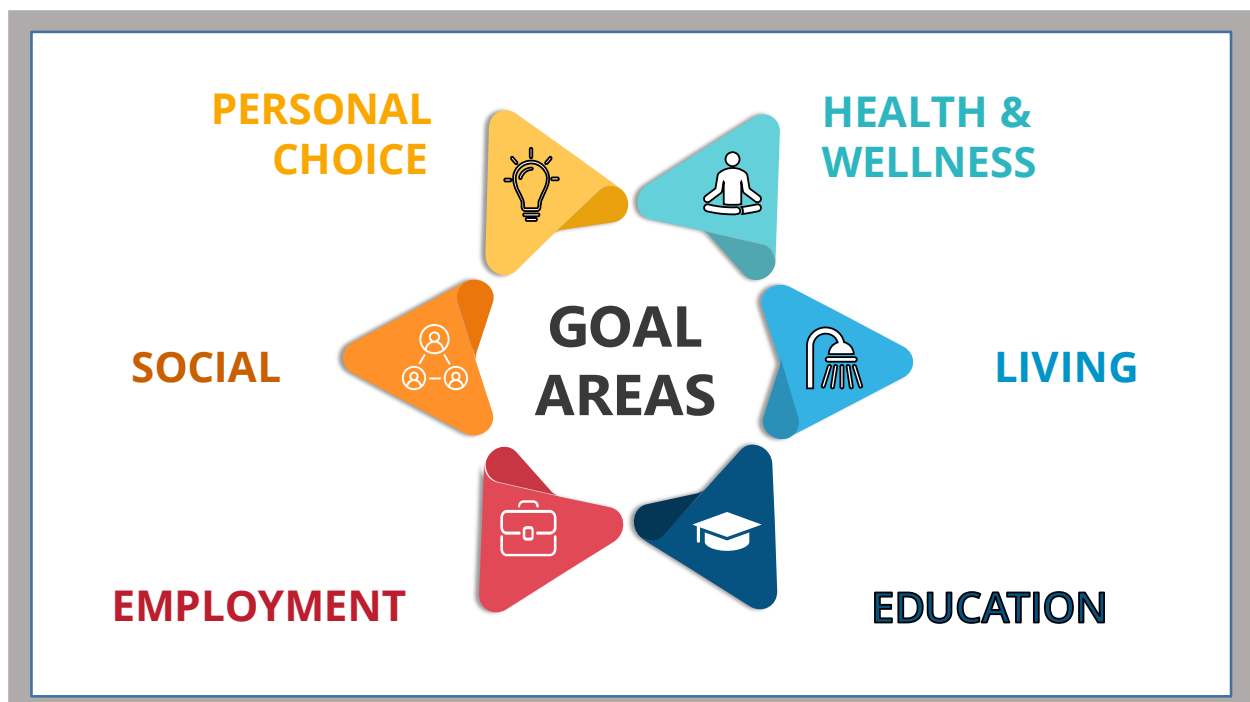 PERSONAL
CHOICE
HEALTH &
WELLNESS
GOAL
AREAS
SOCIAL
LIVING
EMPLOYMENT
EDUCATION